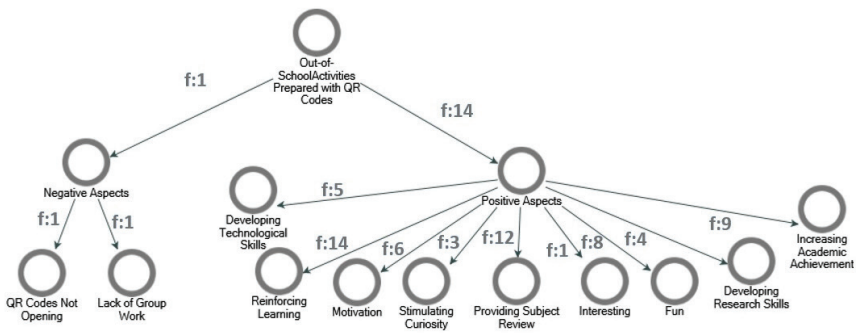 Out-of-
SchoolActivities
Prepared with QR
Codes
f:1
f:14
Negative Aspects
Positive Aspects
f:1
f:1
QR Codes Not
Opening
Lack of Group
Work
f:5
f:14
f:6
f:3
f:12
f:1
f:8
f:4
f:9
Developing
Technological
Skills
Reinforcing
Learning
Motivation
Stimulating
Curiosity
Providing Subject
Review
Interesting
Fun
Developing
Research Skills
Increasing
Academic
Achievement